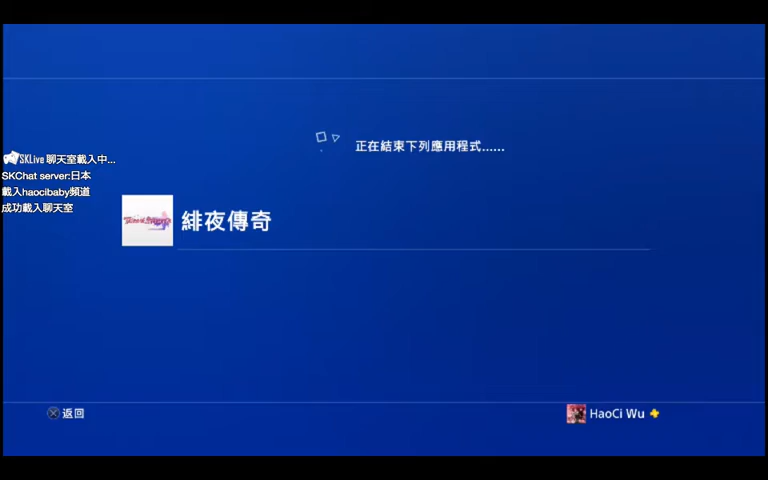 正在結束下列應用程式......
SKLive 聊天室載入中...
SKChat server:日本
載入haocibaby頻道
成功載入聊天室
緋夜傳奇
返回
HaoCi Wu